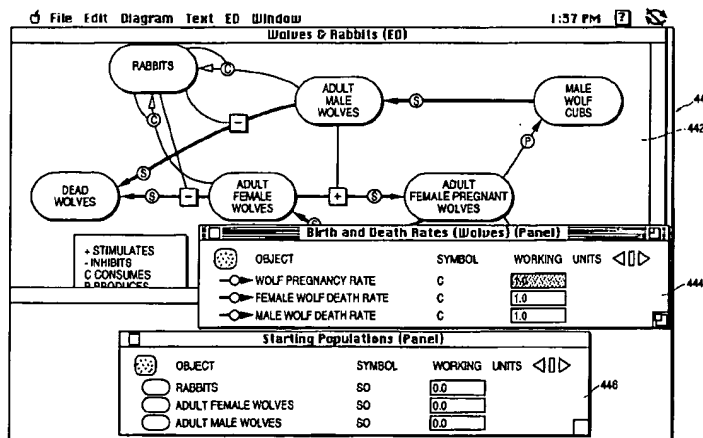 File Edit Diagram Text ED Window 1:37 PM ?
Wolves & Rabbits (ED)
RABBITS
C
ADULT
MALE
WOLVES
S
MALE
WOLF
CUBS
44
442
C
-
P
S
DEAD
WOLVES
S
-
ADULT
FEMALE
WOLVES
+
S
ADULT
FEMALE PREGNANT
WOLVES
+ STIMULATES
- INHIBITS
C CONSUMES
P PRODUCES
Birth and Death Rates (Wolves) (Panel)
OBJECT SYMBOL WORKING UNITS
WOLF PREGNANCY RATE C 1.0
FEMALE WOLF DEATH RATE C 1.0
MALE WOLF DEATH RATE C 1.0
444
Starting Populations (Panel)
OBJECT SYMBOL WORKING UNITS
RABBITS SO 0.0
ADULT FEMALE WOLVES SO 0.0
ADULT MALE WOLVES SO 0.0
446